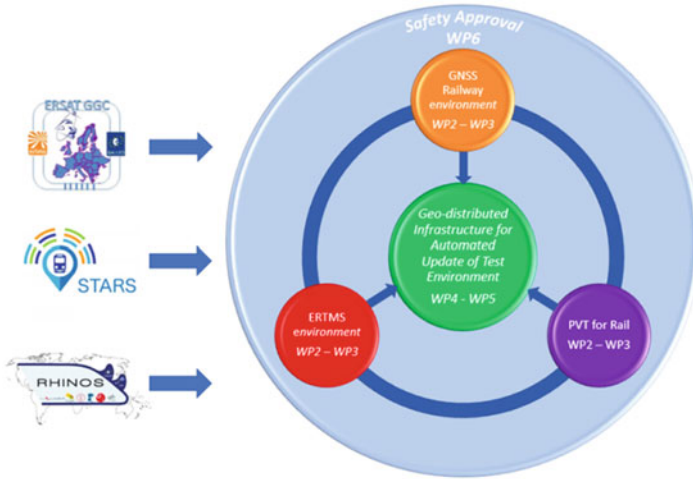 Safety Approval
WP6
ERSAT GGC
GNSS
Railway
environment
WP2 – WP3
Geo-distributed
Infrastructure for
Automated
Update of Test
Environment
WP4 - WP5
STARS
ERTMS
environment
WP2 – WP3
PVT for Rail
WP2 – WP3
RHINOS